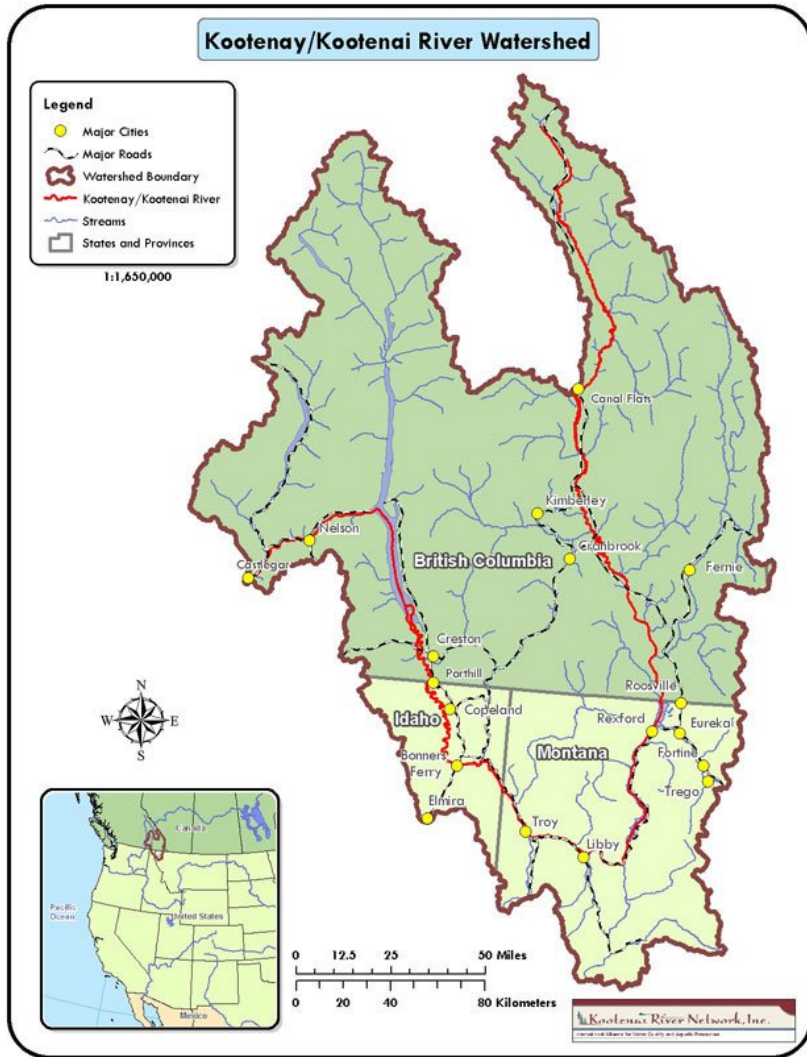 Kootenay/Kootenai River Watershed
Legend
Major Cities
Major Roads
Watershed Boundary
Kootenay/Kootenai River
Streams
States and Provinces
1:1,650,000
Canal Flats
Kimberley
Nelson
Cranbrook
British Columbia
Castlegar
Fernie
Creston
Porthill
Roosville
Idaho
Copeland
Rexford
Eureka
Montana
Fortine
Bonners
Ferry
Trego
Elmira
Troy
Libby
N
W
E
S
Canada
Pacific
Ocean
United States
Mexico
0 12.5 25 50 Miles
0 20 40 80 Kilometers
Kootenai River Network, Inc.